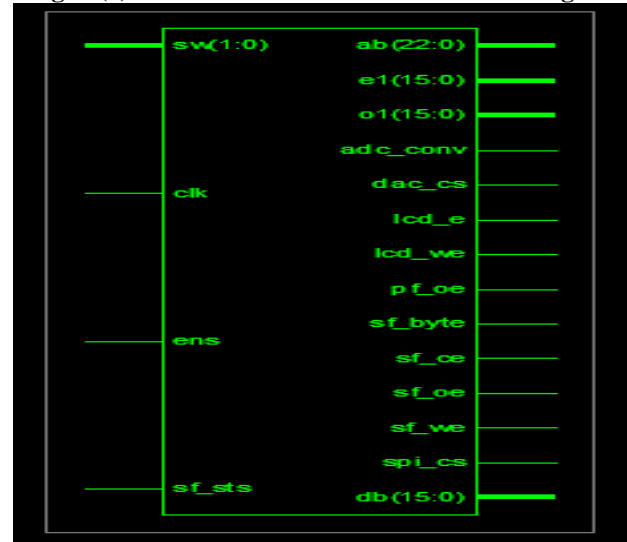 sw(1:0)
clk
ens
sf_sts
ab(22:0)
e1(15:0)
o1(15:0)
adc_conv
dac_cs
lcd_e
lcd_we
pf_oe
sf_byte
sf_ce
sf_oe
sf_we
spi_cs
db(15:0)